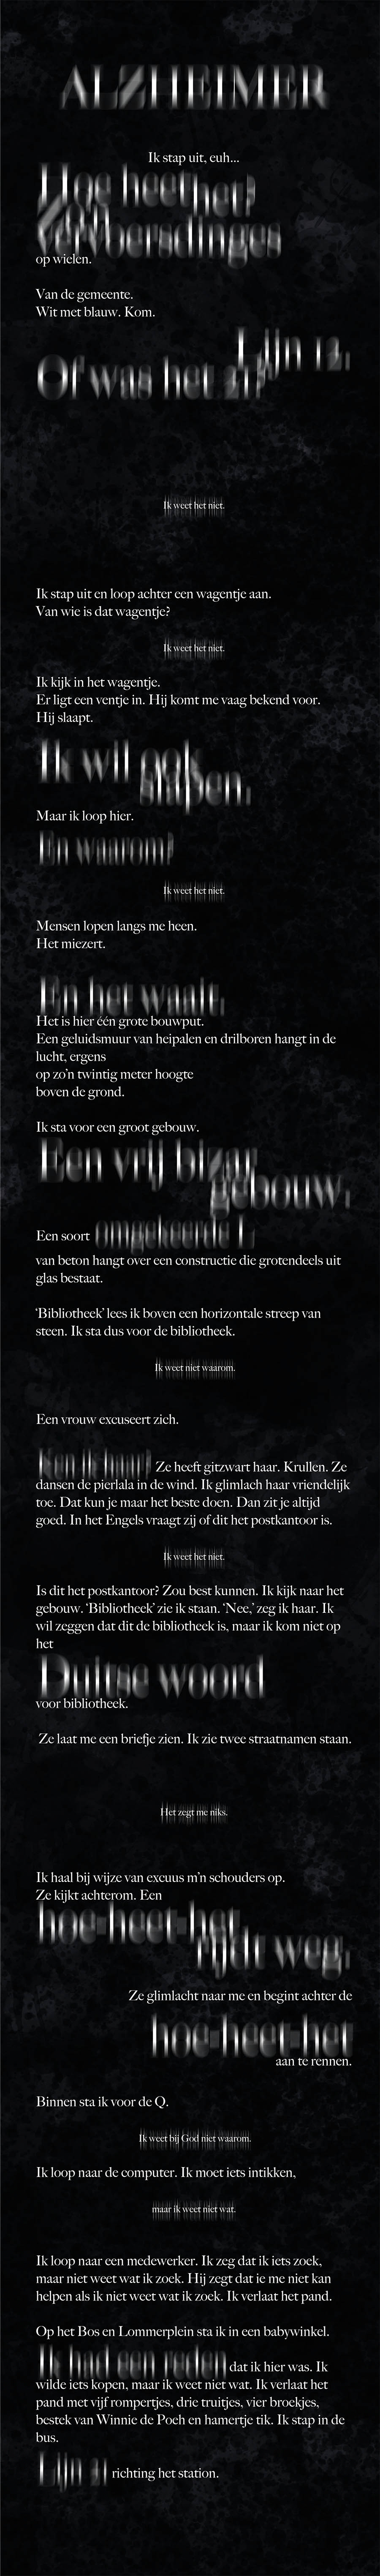 ALZHEIMER
Ik stap uit, euh...
Hoe heet het?
Vervoersdinges
op wielen.
Van de gemeente.
Wit met blauw. Kom.
Lijn 12.
Of was het 21?
Ik weet het niet.
Ik stap uit en loop achter een wagentje aan.
Van wie is dat wagentje?
Ik weet het niet.
Ik kijk in het wagentje.
Er ligt een ventje in. Hij komt me vaag bekend voor.
Hij slaapt.
Ik wil ook
slapen.
Maar ik loop hier.
En waarom?
Ik weet het niet.
Mensen lopen langs me heen.
Het miezert.
En het waait.
Het is hier één grote bouwput.
Een geluidsmuur van heipalen en drilboren hangt in de
lucht, ergens
op zo’n twintig meter hoogte
boven de grond.
Ik sta voor een groot gebouw.
Een vrij bizar
gebouw.
Een soort omgekeerde L
van beton hangt over een constructie die grotendeels uit
glas bestaat.
‘Bibliotheek’ lees ik boven een horizontale streep van
steen. Ik sta dus voor de bibliotheek.
Ik weet niet waarom.
Een vrouw excuseert zich.
Ze heeft gitzwart haar. Krullen. Ze
dansen de pierlala in de wind. Ik glimlach haar vriendelijk
toe. Dat kun je maar het beste doen. Dan zit je altijd
goed. In het Engels vraagt zij of dit het postkantoor is.
Ik weet het niet.
Is dit het postkantoor? Zou best kunnen. Ik kijk naar het
gebouw. ‘Bibliotheek’ zie ik staan. ‘Nee,’ zeg ik haar. Ik
wil zeggen dat dit de bibliotheek is, maar ik kom niet op
het
Duitse woord
voor bibliotheek.
Ze laat me een briefje zien. Ik zie twee straatnamen staan.
Het zegt me niks.
Ik haal bij wijze van excuus m’n schouders op.
Ze kijkt achterom. Een
hoe-heet-het
rijdt weg.
Ze glimlacht naar me en begint achter de
hoe-heet-het
aan te rennen.
Binnen sta ik voor de Q.
Ik weet bij God niet waarom.
Ik loop naar de computer. Ik moet iets intikken,
maar ik weet niet wat.
Ik loop naar een medewerker. Ik zeg dat ik iets zoek,
maar niet weet wat ik zoek. Hij zegt dat ie me niet kan
helpen als ik niet weet wat ik zoek. Ik verlaat het pand.
Op het Bos en Lommerplein sta ik in een babywinkel.
Ik had een reden dat ik hier was. Ik
wilde iets kopen, maar ik weet niet wat. Ik verlaat het
pand met vijf rompertjes, drie truitjes, vier broekjes,
bestek van Winnie de Poeh en hamertje tik. Ik stap in de
bus.
Lijn 21 richting het station.